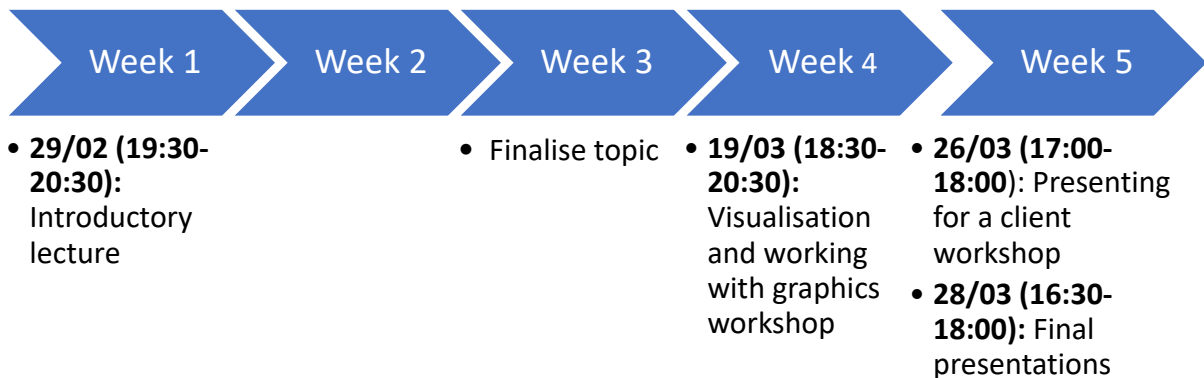 Week 1
Week 2
Week 3
Week 4
Week 5
• 29/02 (19:30-
20:30):
Introductory
lecture
• Finalise topic
• 19/03 (18:30-
20:30):
Visualisation
and working
with graphics
workshop
• 26/03 (17:00-
18:00): Presenting
for a client
workshop
• 28/03 (16:30-
18:00): Final
presentations